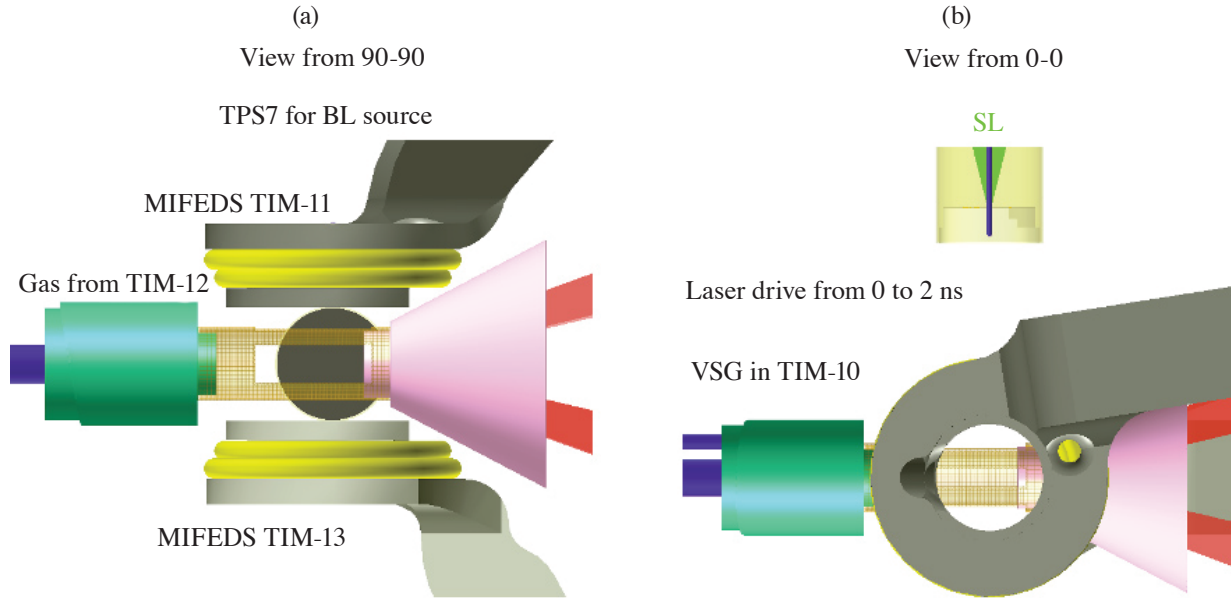 (a)
View from 90-90
TPS7 for BL source
MIFEDS TIM-11
Gas from TIM-12
MIFEDS TIM-13
(b)
View from 0-0
SL
Laser drive from 0 to 2 ns
VSG in TIM-10